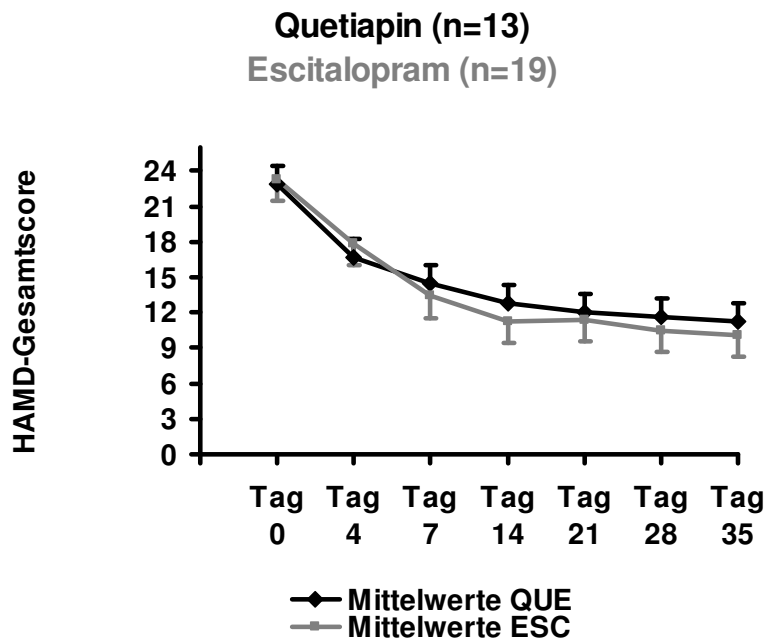 Quetiapin (n=13)
Escitalopram (n=19)
HAMD-Gesamtscore
24
21
18
15
12
9
6
3
0
Tag Tag Tag Tag Tag Tag Tag
0 4 7 14 21 28 35
Mittelwerte QUE
Mittelwerte ESC